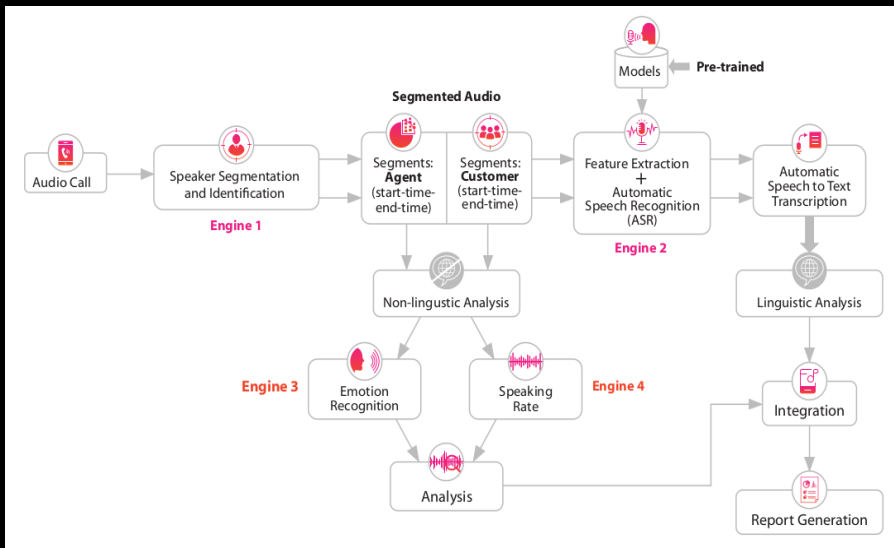 Models
Pre-trained
Segmented Audio
Audio Call
Speaker Segmentation
and Identification
Engine 1
Segments:
Agent
(start-time-
end-time)
Segments:
Customer
(start-time-
end-time)
Feature Extraction
+
Automatic
Speech Recognition
(ASR)
Engine 2
Automatic
Speech to Text
Transcription
Non-lingustic Analysis
Linguistic Analysis
Engine 3
Emotion
Recognition
Speaking
Rate
Engine 4
Integration
Analysis
Report Generation